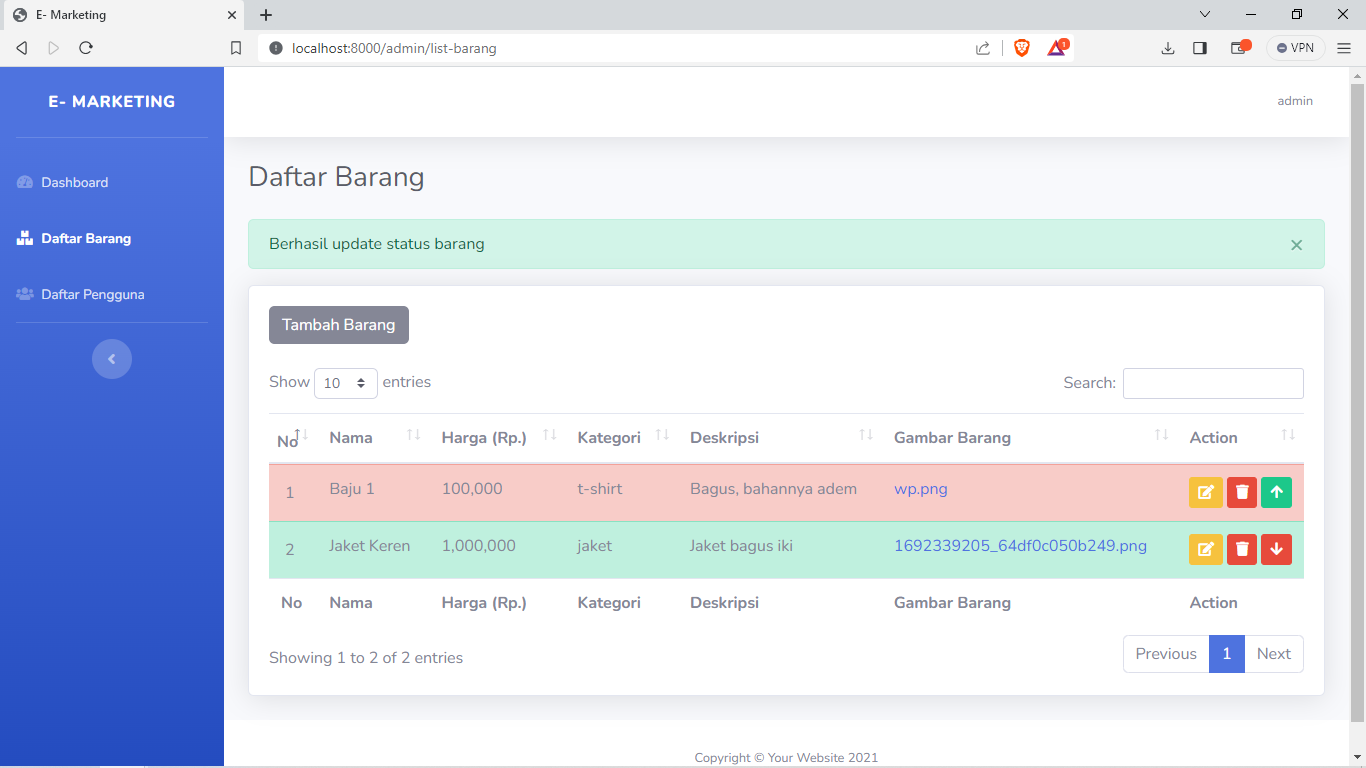 E- Marketing
localhost:8000/admin/list-barang
1
VPN
E- MARKETING
admin
Dashboard
Daftar Barang
Daftar Pengguna
Daftar Barang
Berhasil update status barang
×
Tambah Barang
Show 10 entries
Search:
No Nama Harga (Rp.) Kategori Deskripsi Gambar Barang Action
1 Baju 1 100,000 t-shirt Bagus, bahannya adem wp.png
2 Jaket Keren 1,000,000 jaket Jaket bagus iki 1692339205_64df0c050b249.png
No Nama Harga (Rp.) Kategori Deskripsi Gambar Barang Action
Showing 1 to 2 of 2 entries
Previous 1 Next
Copyright © Your Website 2021